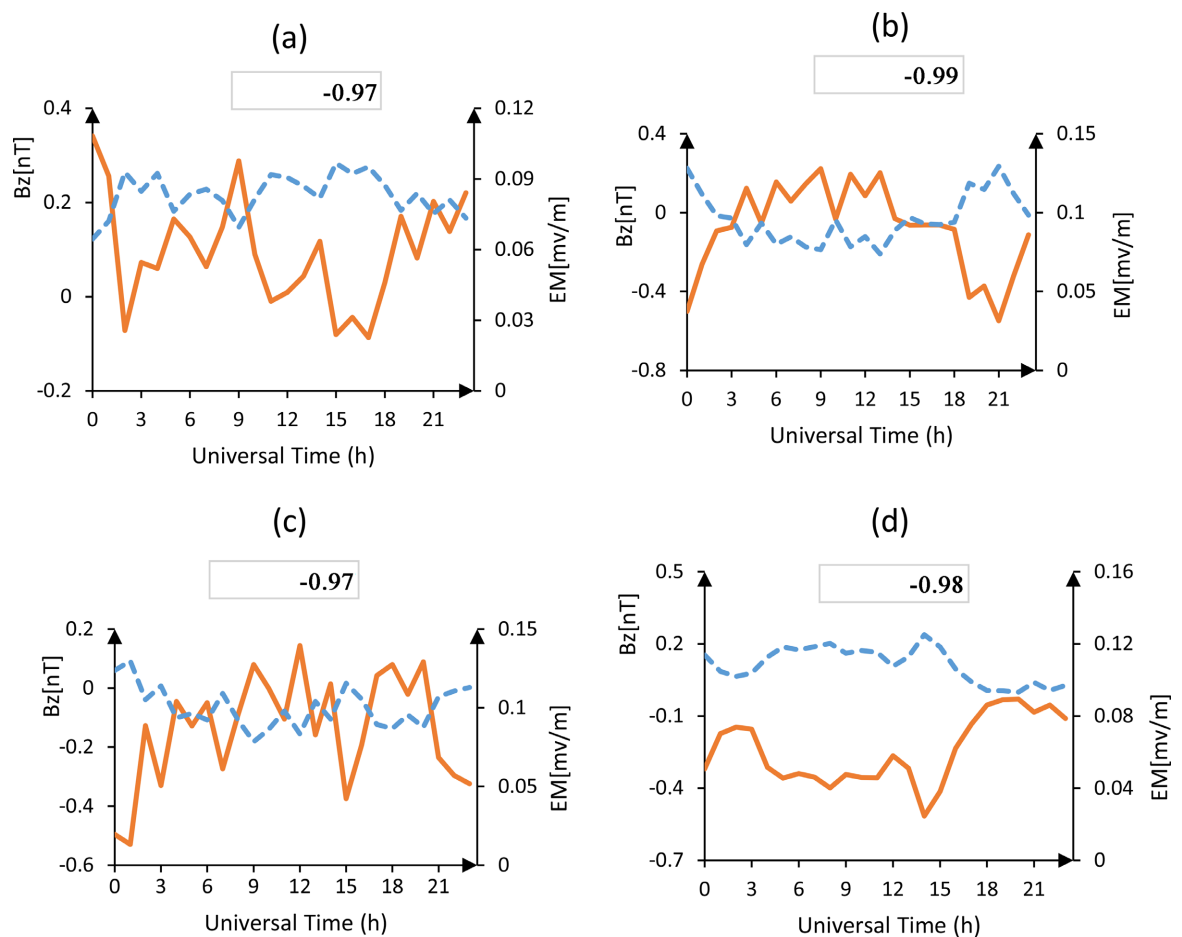 (a)
-0.97
0.4
0.2
0
-0.2
Bz[nT]
0.12
0.09
0.06
0.03
0
EM[mv/m]
0 3 6 9 12 15 18 21
Universal Time (h)
(b)
-0.99
0.4
0
-0.4
-0.8
Bz[nT]
0.15
0.1
0.05
0
EM[mv/m]
0 3 6 9 12 15 18 21
Universal Time (h)
(c)
-0.97
0.2
0
-0.2
-0.4
-0.6
Bz[nT]
0.15
0.1
0.05
0
EM[mv/m]
0 3 6 9 12 15 18 21
Universal Time (h)
(d)
-0.98
0.5
0.2
-0.1
-0.4
-0.7
Bz[nT]
0.16
0.12
0.08
0.04
0
EM[mv/m]
0 3 6 9 12 15 18 21
Universal Time (h)